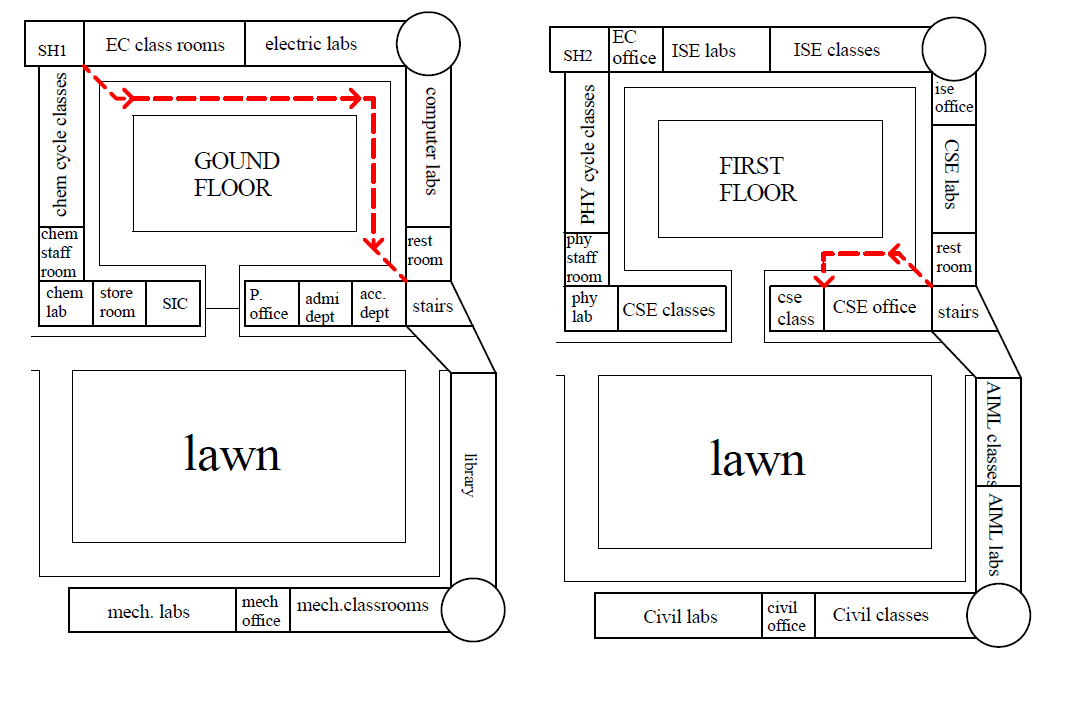 SH1
EC class rooms
electric labs
chem cycle classes
computer labs
GOUND
FLOOR
chem
staff
room
rest
room
chem
lab
store
room
SIC
P.
office
admi
dept
acc.
dept
stairs
lawn
library
mech. labs
mech
office
mech.classrooms
SH2
EC
office
ISE labs
ISE classes
ise
office
PHY cycle classes
CSE labs
FIRST
FLOOR
phy
staff
room
rest
room
phy
lab
CSE classes
cse
class
CSE office
stairs
lawn
AIML classes
AIML labs
Civil labs
civil
office
Civil classes